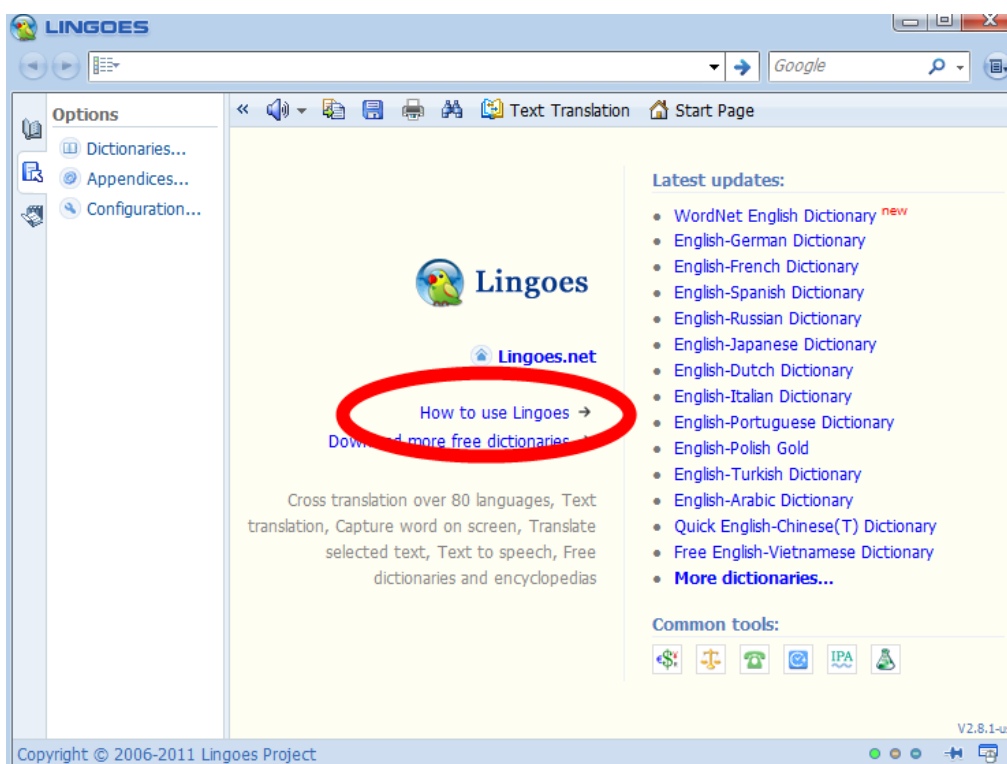 LINGOES
Google
Options
Dictionaries...
Appendices...
Configuration...
« Text Translation Start Page
Lingoes
Lingoes.net
How to use Lingoes →
Download more free dictionaries
Cross translation over 80 languages, Text
translation, Capture word on screen, Translate
selected text, Text to speech, Free
dictionaries and encyclopedias
Latest updates:
WordNet English Dictionary new
English-German Dictionary
English-French Dictionary
English-Spanish Dictionary
English-Russian Dictionary
English-Japanese Dictionary
English-Dutch Dictionary
English-Italian Dictionary
English-Portuguese Dictionary
English-Polish Gold
English-Turkish Dictionary
English-Arabic Dictionary
Quick English-Chinese(T) Dictionary
Free English-Vietnamese Dictionary
More dictionaries...
Common tools:
IPA
V2.8.1-u
Copyright © 2006-2011 Lingoes Project